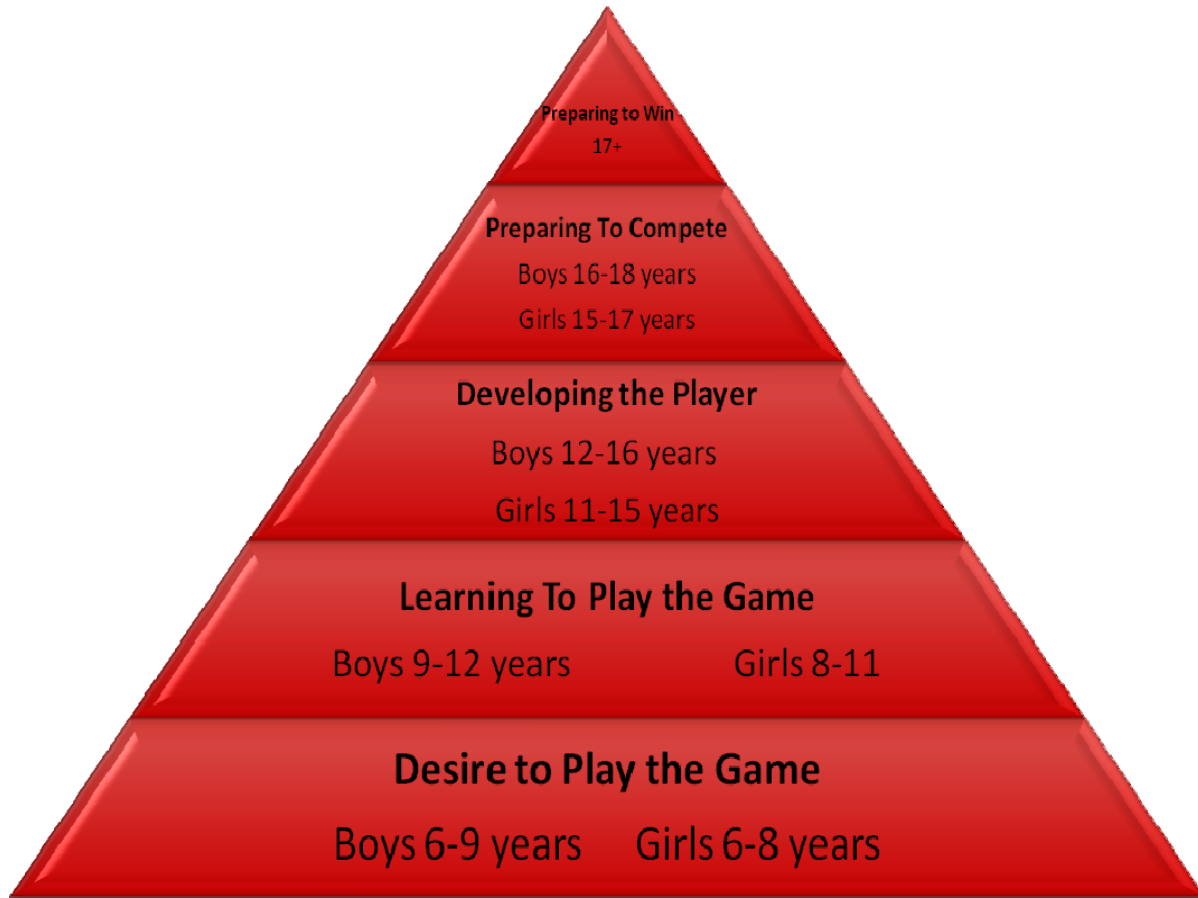 Preparing to Win
17+
Preparing To Compete
Boys 16-18 years
Girls 15-17 years
Developing the Player
Boys 12-16 years
Girls 11-15 years
Learning To Play the Game
Boys 9-12 years Girls 8-11
Desire to Play the Game
Boys 6-9 years Girls 6-8 years